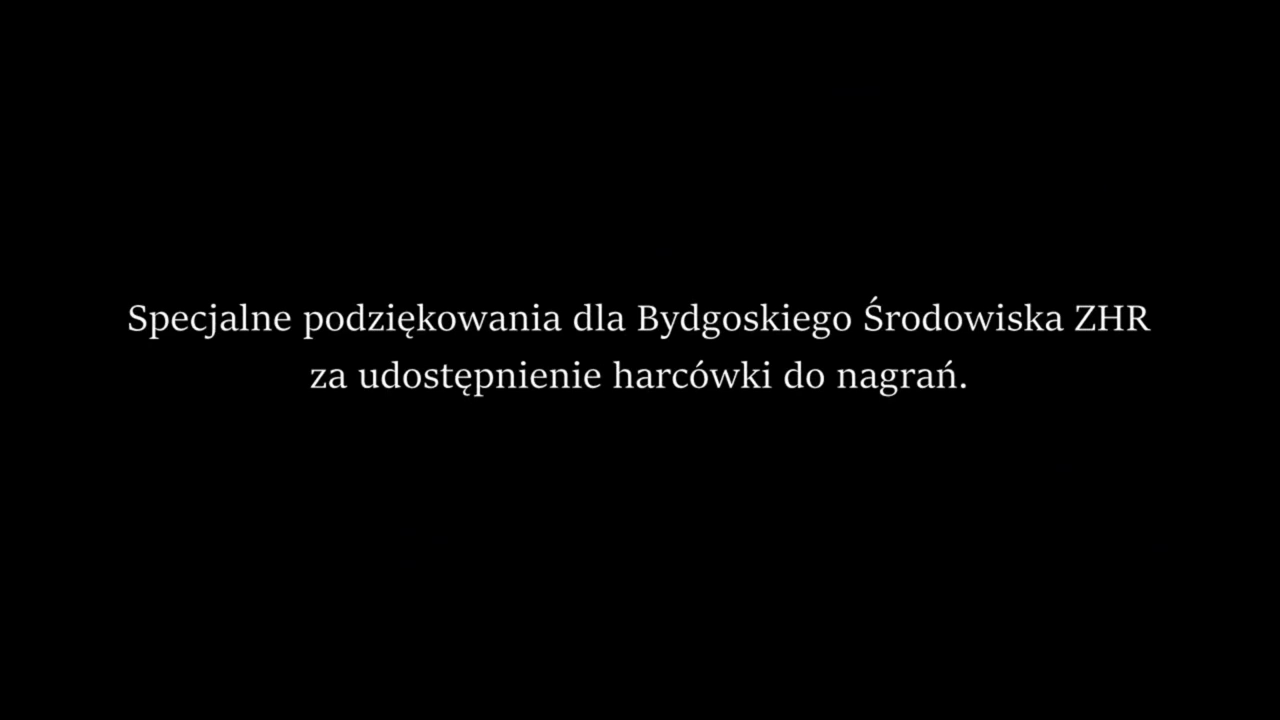 Specjalne podziękowania dla Bydgoskiego Środowiska ZHR
za udostępnienie harcówki do nagrań.